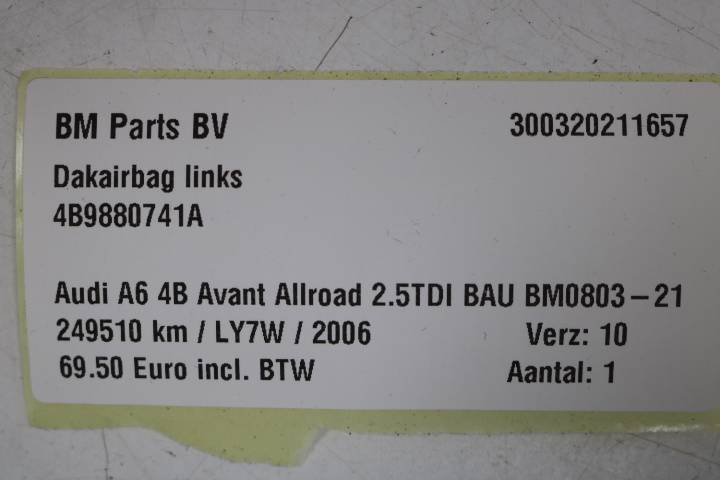 BM Parts BV 300320211657
Dakairbag links
4B9880741A
Audi A6 4B Avant Allroad 2.5TDI BAU BM0803-21
249510 km / LY7W / 2006 Verz: 10
69.50 Euro incl. BTW Aantal: 1